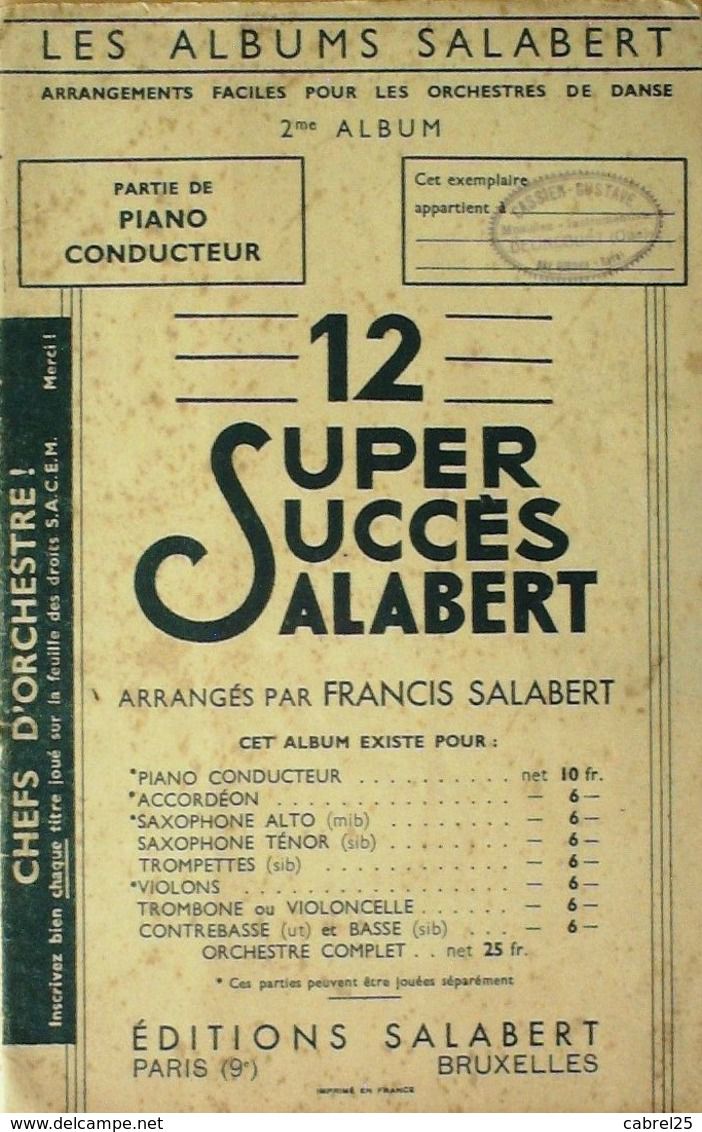 LES ALBUMS SALABERT
ARRANGEMENTS FACILES POUR LES ORCHESTRES DE DANSE
2me ALBUM
PARTIE DE
PIANO
CONDUCTEUR
Cet exemplaire
appartient à
GUSTAVE
12
SUPER
SUCCÈS
SALABERT
ARRANGÉS PAR FRANCIS SALABERT
CET ALBUM EXISTE POUR :
*PIANO CONDUCTEUR . . . . . . . . . . net 10 fr.
*ACCORDÉON . . . . . . . . . . . . . . . — 6 —
*SAXOPHONE ALTO (mib) . . . . . . . . — 6 —
SAXOPHONE TÉNOR (sib) . . . . . . . . — 6 —
TROMPETTES (sib) . . . . . . . . . . . . — 6 —
*VIOLONS . . . . . . . . . . . . . . . . . — 6 —
TROMBONE ou VIOLONCELLE . . . . . . — 6 —
CONTREBASSE (ut) et BASSE (sib) . . . — 6 —
ORCHESTRE COMPLET . . net 25 fr.
* Ces parties peuvent être jouées séparément
ÉDITIONS SALABERT
PARIS (9e) BRUXELLES
IMPRIMÉ EN FRANCE
CHEFS D'ORCHESTRE !
Inscrivez bien chaque titre joué sur la feuille des droits S.A.C.E.M. Merci !
delcampe.net
cabrel25